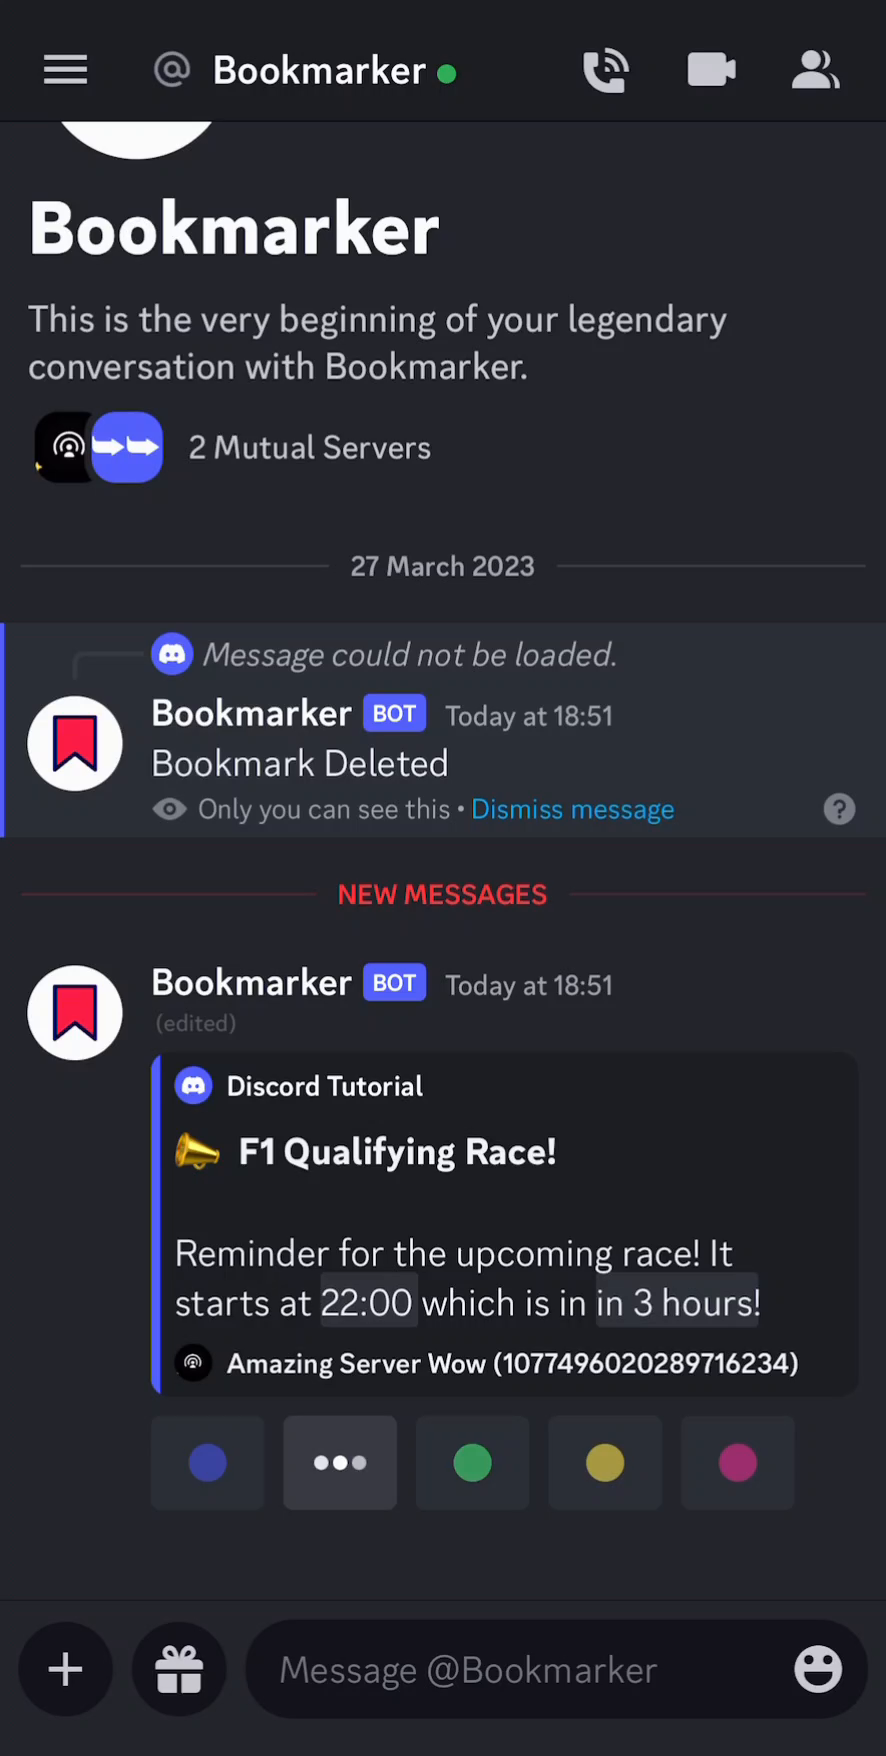 @ Bookmarker
Bookmarker
This is the very beginning of your legendary
conversation with Bookmarker.
2 Mutual Servers
27 March 2023
Message could not be loaded.
Bookmarker BOT Today at 18:51
Bookmark Deleted
Only you can see this • Dismiss message ?
NEW MESSAGES
Bookmarker BOT Today at 18:51
(edited)
Discord Tutorial
F1 Qualifying Race!
Reminder for the upcoming race! It
starts at 22:00 which is in in 3 hours!
Amazing Server Wow (1077496020289716234)
Message @Bookmarker